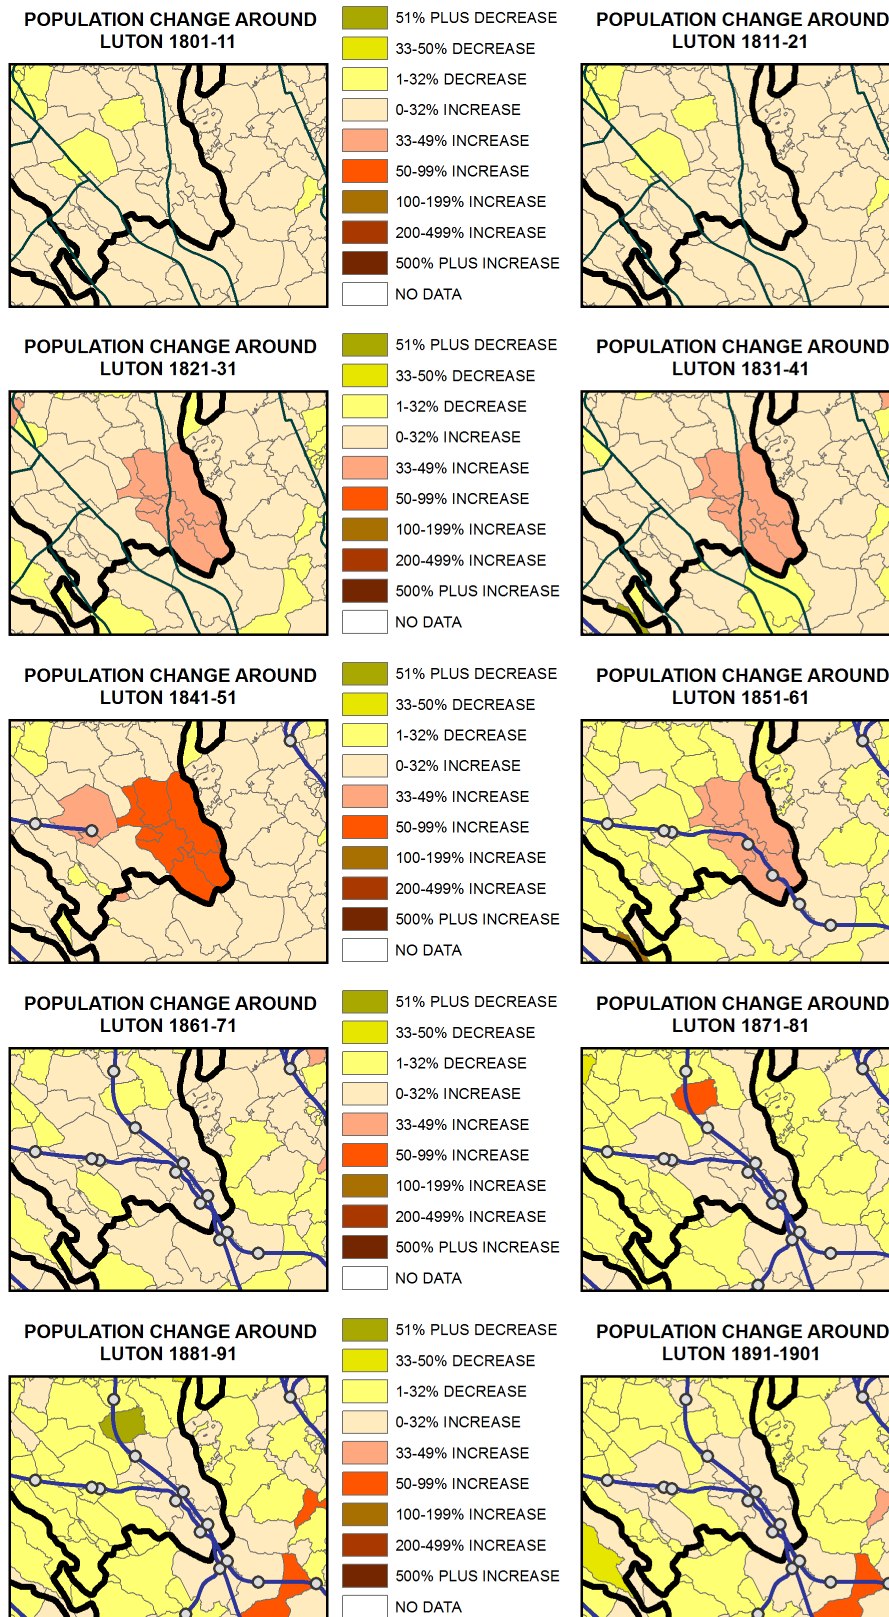 POPULATION CHANGE AROUND
LUTON 1801-11
51% PLUS DECREASE
33-50% DECREASE
1-32% DECREASE
0-32% INCREASE
33-49% INCREASE
50-99% INCREASE
100-199% INCREASE
200-499% INCREASE
500% PLUS INCREASE
NO DATA
POPULATION CHANGE AROUND
LUTON 1811-21
POPULATION CHANGE AROUND
LUTON 1821-31
51% PLUS DECREASE
33-50% DECREASE
1-32% DECREASE
0-32% INCREASE
33-49% INCREASE
50-99% INCREASE
100-199% INCREASE
200-499% INCREASE
500% PLUS INCREASE
NO DATA
POPULATION CHANGE AROUND
LUTON 1831-41
POPULATION CHANGE AROUND
LUTON 1841-51
51% PLUS DECREASE
33-50% DECREASE
1-32% DECREASE
0-32% INCREASE
33-49% INCREASE
50-99% INCREASE
100-199% INCREASE
200-499% INCREASE
500% PLUS INCREASE
NO DATA
POPULATION CHANGE AROUND
LUTON 1851-61
POPULATION CHANGE AROUND
LUTON 1861-71
51% PLUS DECREASE
33-50% DECREASE
1-32% DECREASE
0-32% INCREASE
33-49% INCREASE
50-99% INCREASE
100-199% INCREASE
200-499% INCREASE
500% PLUS INCREASE
NO DATA
POPULATION CHANGE AROUND
LUTON 1871-81
POPULATION CHANGE AROUND
LUTON 1881-91
51% PLUS DECREASE
33-50% DECREASE
1-32% DECREASE
0-32% INCREASE
33-49% INCREASE
50-99% INCREASE
100-199% INCREASE
200-499% INCREASE
500% PLUS INCREASE
NO DATA
POPULATION CHANGE AROUND
LUTON 1891-1901